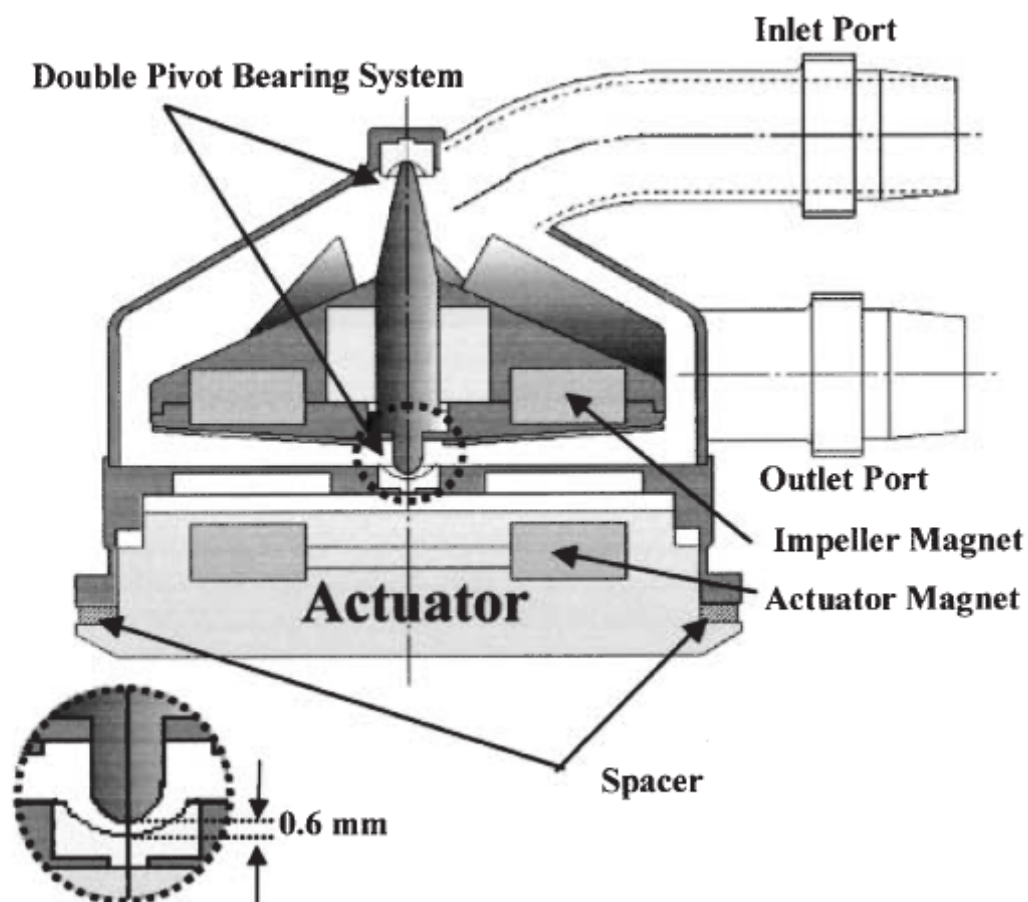 Inlet Port
Double Pivot Bearing System
Outlet Port
Impeller Magnet
Actuator Magnet
Actuator
Spacer
0.6 mm